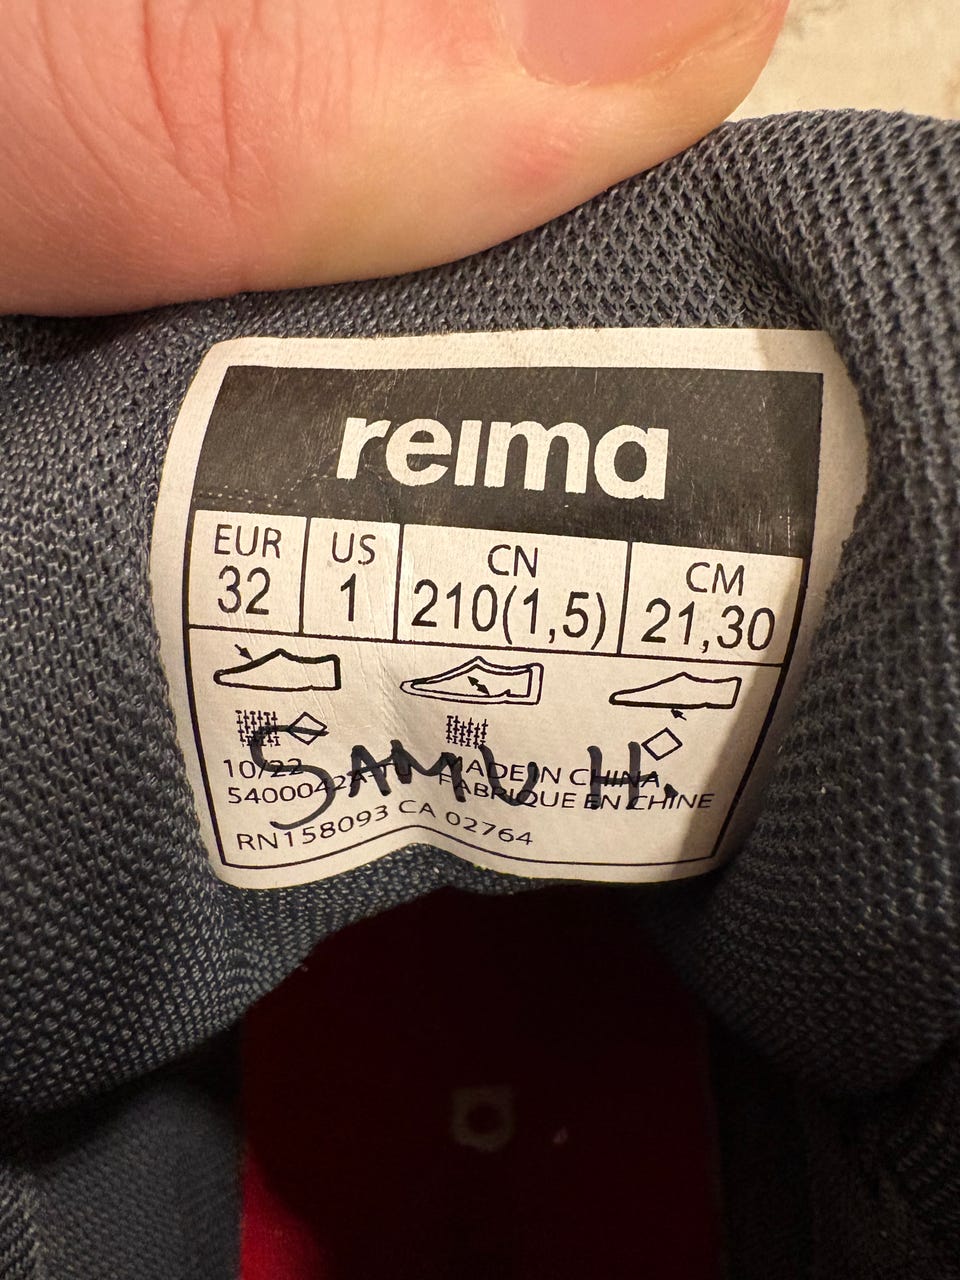 reima
EUR US CN CM
32 1 210(1,5) 21,30
SAMU H.
10/22 MADE IN CHINA
FABRIQUE EN CHINE
RN158093 CA 02764